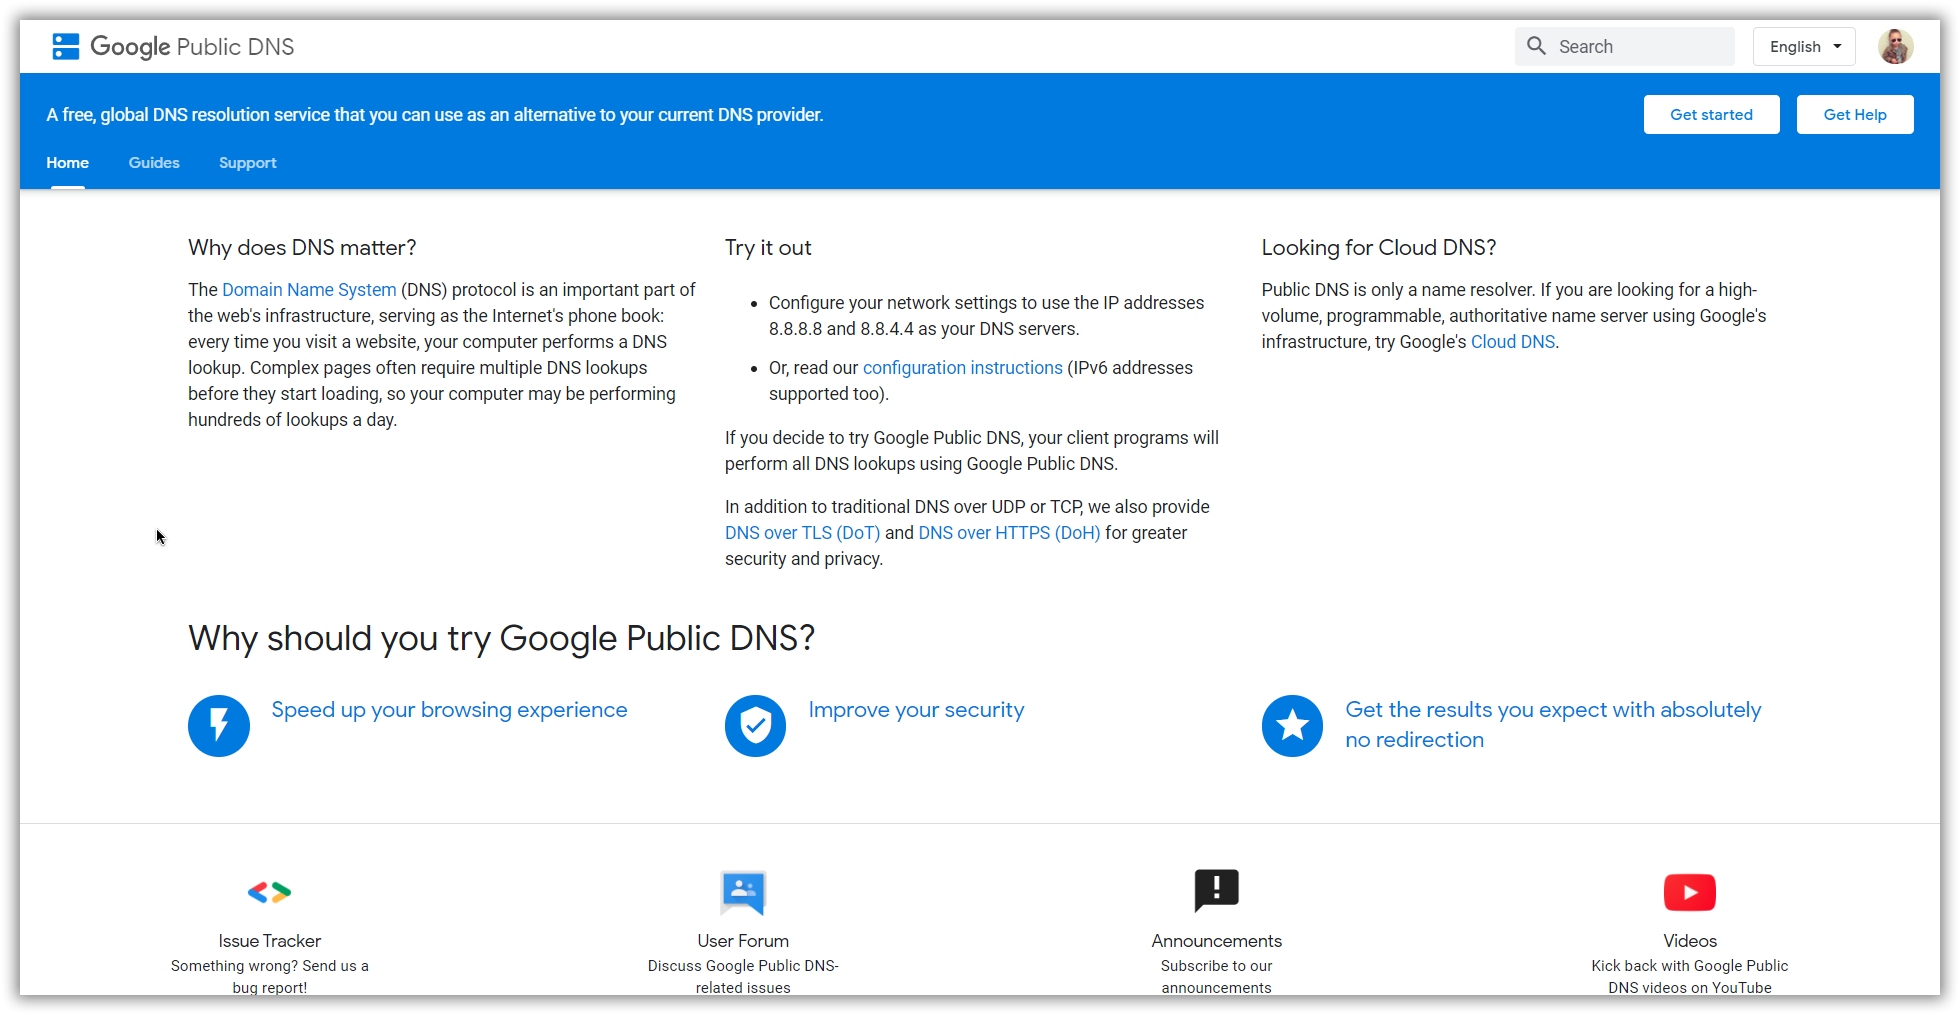 Google Public DNS
Search
English
A free, global DNS resolution service that you can use as an alternative to your current DNS provider.
Get started
Get Help
Home
Guides
Support
Why does DNS matter?
The Domain Name System (DNS) protocol is an important part of
the web's infrastructure, serving as the Internet's phone book:
every time you visit a website, your computer performs a DNS
lookup. Complex pages often require multiple DNS lookups
before they start loading, so your computer may be performing
hundreds of lookups a day.
Try it out
• Configure your network settings to use the IP addresses
8.8.8.8 and 8.8.4.4 as your DNS servers.
• Or, read our configuration instructions (IPv6 addresses
supported too).
If you decide to try Google Public DNS, your client programs will
perform all DNS lookups using Google Public DNS.
In addition to traditional DNS over UDP or TCP, we also provide
DNS over TLS (DoT) and DNS over HTTPS (DoH) for greater
security and privacy.
Looking for Cloud DNS?
Public DNS is only a name resolver. If you are looking for a high-
volume, programmable, authoritative name server using Google's
infrastructure, try Google's Cloud DNS.
Why should you try Google Public DNS?
Speed up your browsing experience
Improve your security
Get the results you expect with absolutely
no redirection
Issue Tracker
Something wrong? Send us a
bug report!
User Forum
Discuss Google Public DNS-
related issues
Announcements
Subscribe to our
announcements
Videos
Kick back with Google Public
DNS videos on YouTube